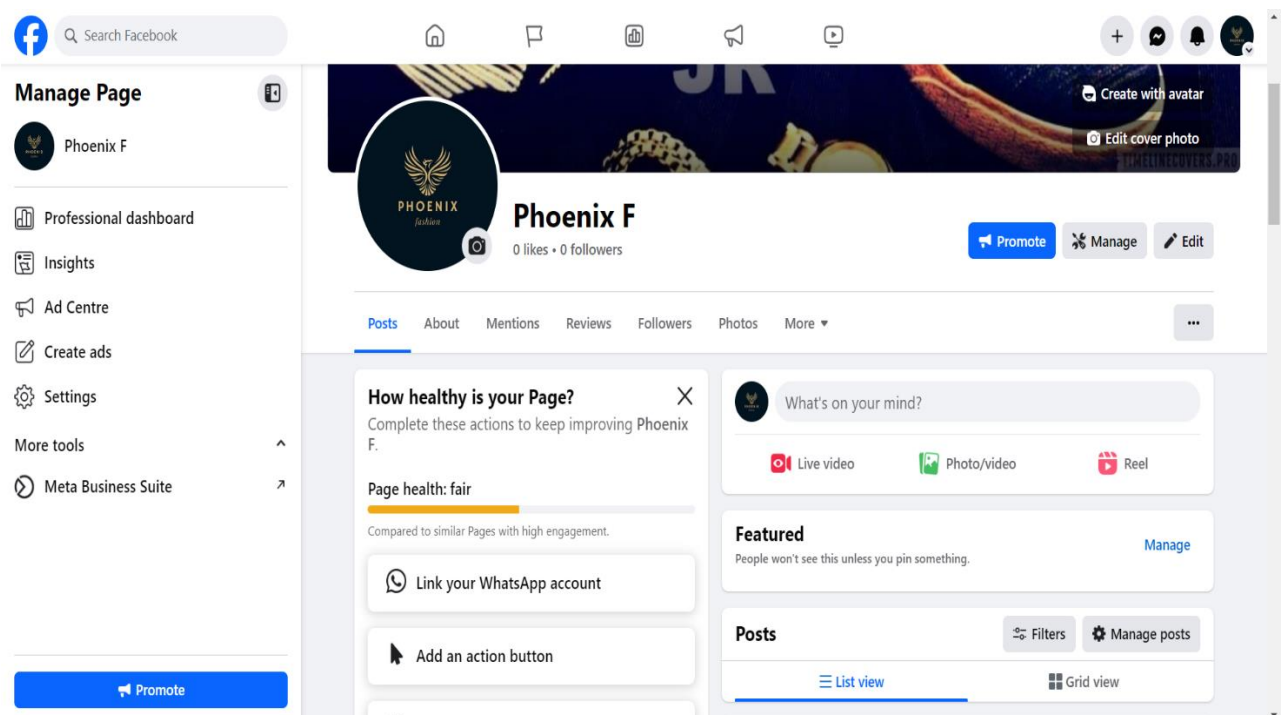 Search Facebook
Manage Page
Phoenix F
Professional dashboard
Insights
Ad Centre
Create ads
Settings
More tools
Meta Business Suite
Promote
JR
Create with avatar
Edit cover photo
TIMELINECOVERS.PRO
PHOENIX
fashion
Phoenix F
0 likes • 0 followers
Promote
Manage
Edit
Posts
About
Mentions
Reviews
Followers
Photos
More
How healthy is your Page?
Complete these actions to keep improving Phoenix
F.
Page health: fair
Compared to similar Pages with high engagement.
Link your WhatsApp account
Add an action button
What's on your mind?
Live video
Photo/video
Reel
Featured
People won't see this unless you pin something.
Manage
Posts
Filters
Manage posts
List view
Grid view